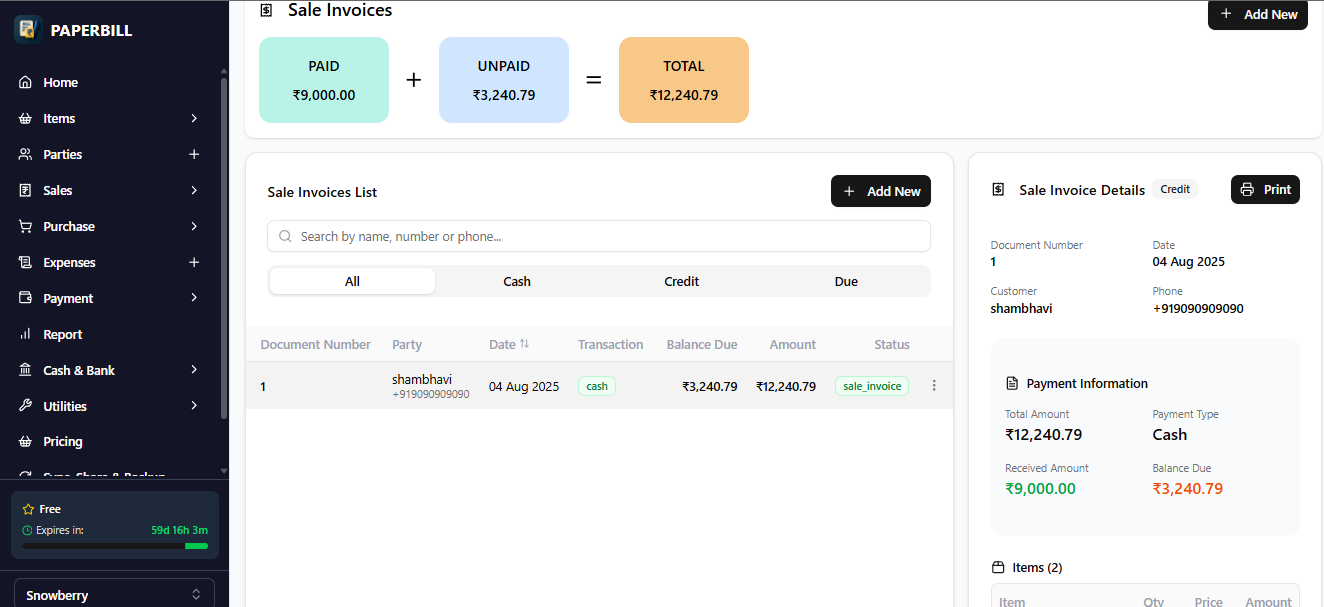 PAPERBILL
Home
Items
Parties
Sales
Purchase
Expenses
Payment
Report
Cash & Bank
Utilities
Pricing
Sync, Share & Backup
Free
Expires in: 59d 16h 3m
Snowberry
Sale Invoices
+ Add New
PAID
₹9,000.00
+
UNPAID
₹3,240.79
=
TOTAL
₹12,240.79
Sale Invoices List
+ Add New
Search by name, number or phone...
All Cash Credit Due
Document Number Party Date Transaction Balance Due Amount Status
1 shambhavi 04 Aug 2025 cash ₹3,240.79 ₹12,240.79 sale_invoice
+919090909090
Sale Invoice Details Credit Print
Document Number Date
1 04 Aug 2025
Customer Phone
shambhavi +919090909090
Payment Information
Total Amount Payment Type
₹12,240.79 Cash
Received Amount Balance Due
₹9,000.00 ₹3,240.79
Items (2)
Item Qty Price Amount